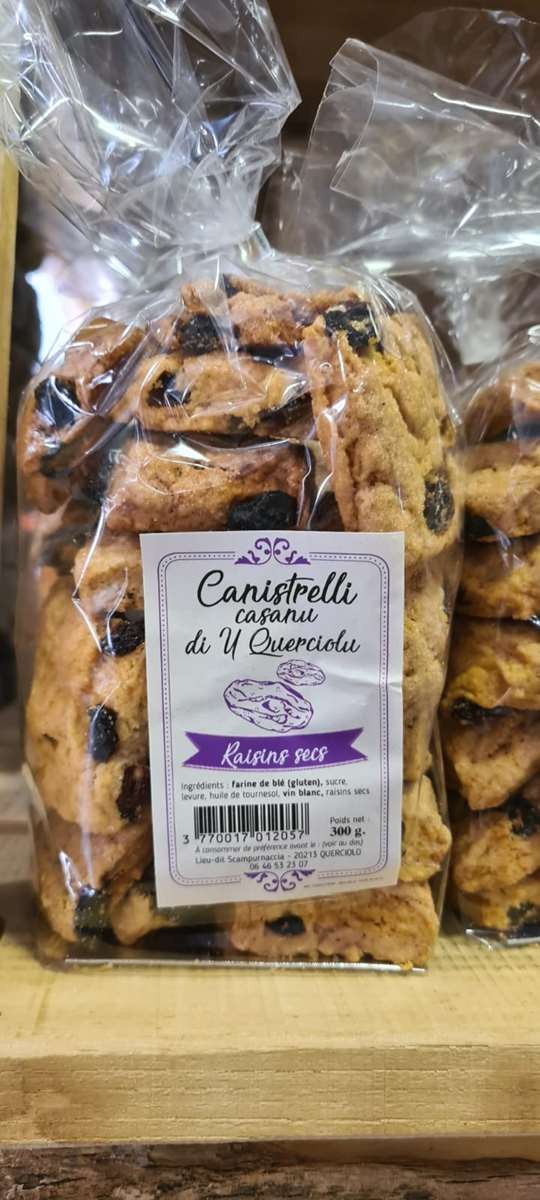 Canistrelli
casanu
di U Querciolu
Raisins secs
Ingrédients : farine de blé (gluten), sucre,
levure, huile de tournesol, vin blanc, raisins secs
3 770017 012057
Poids net :
300 g.
A consommer de préférence avant le : (voir au dos)
Lieu-dit Scampurnaccia - 20213 QUERCIOLO
06 46 53 23 07